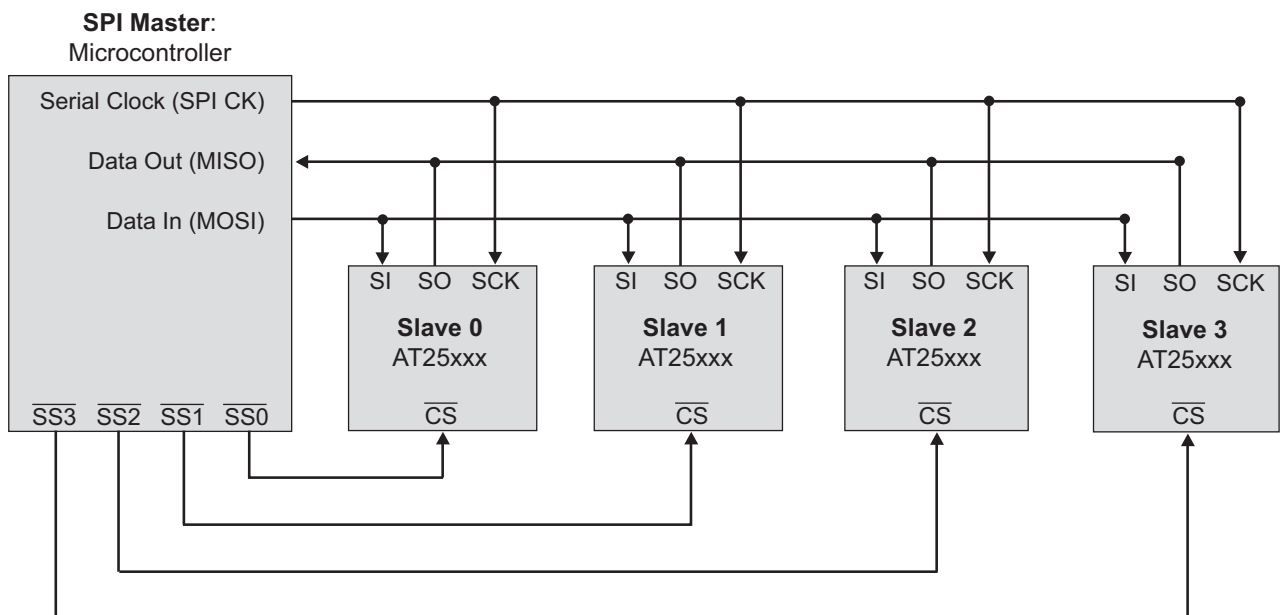 SPI Master:
Microcontroller
Serial Clock (SPI CK)
Data Out (MISO)
Data In (MOSI)
SS3 SS2 SS1 SS0
SI SO SCK
Slave 0
AT25xxx
CS
SI SO SCK
Slave 1
AT25xxx
CS
SI SO SCK
Slave 2
AT25xxx
CS
SI SO SCK
Slave 3
AT25xxx
CS